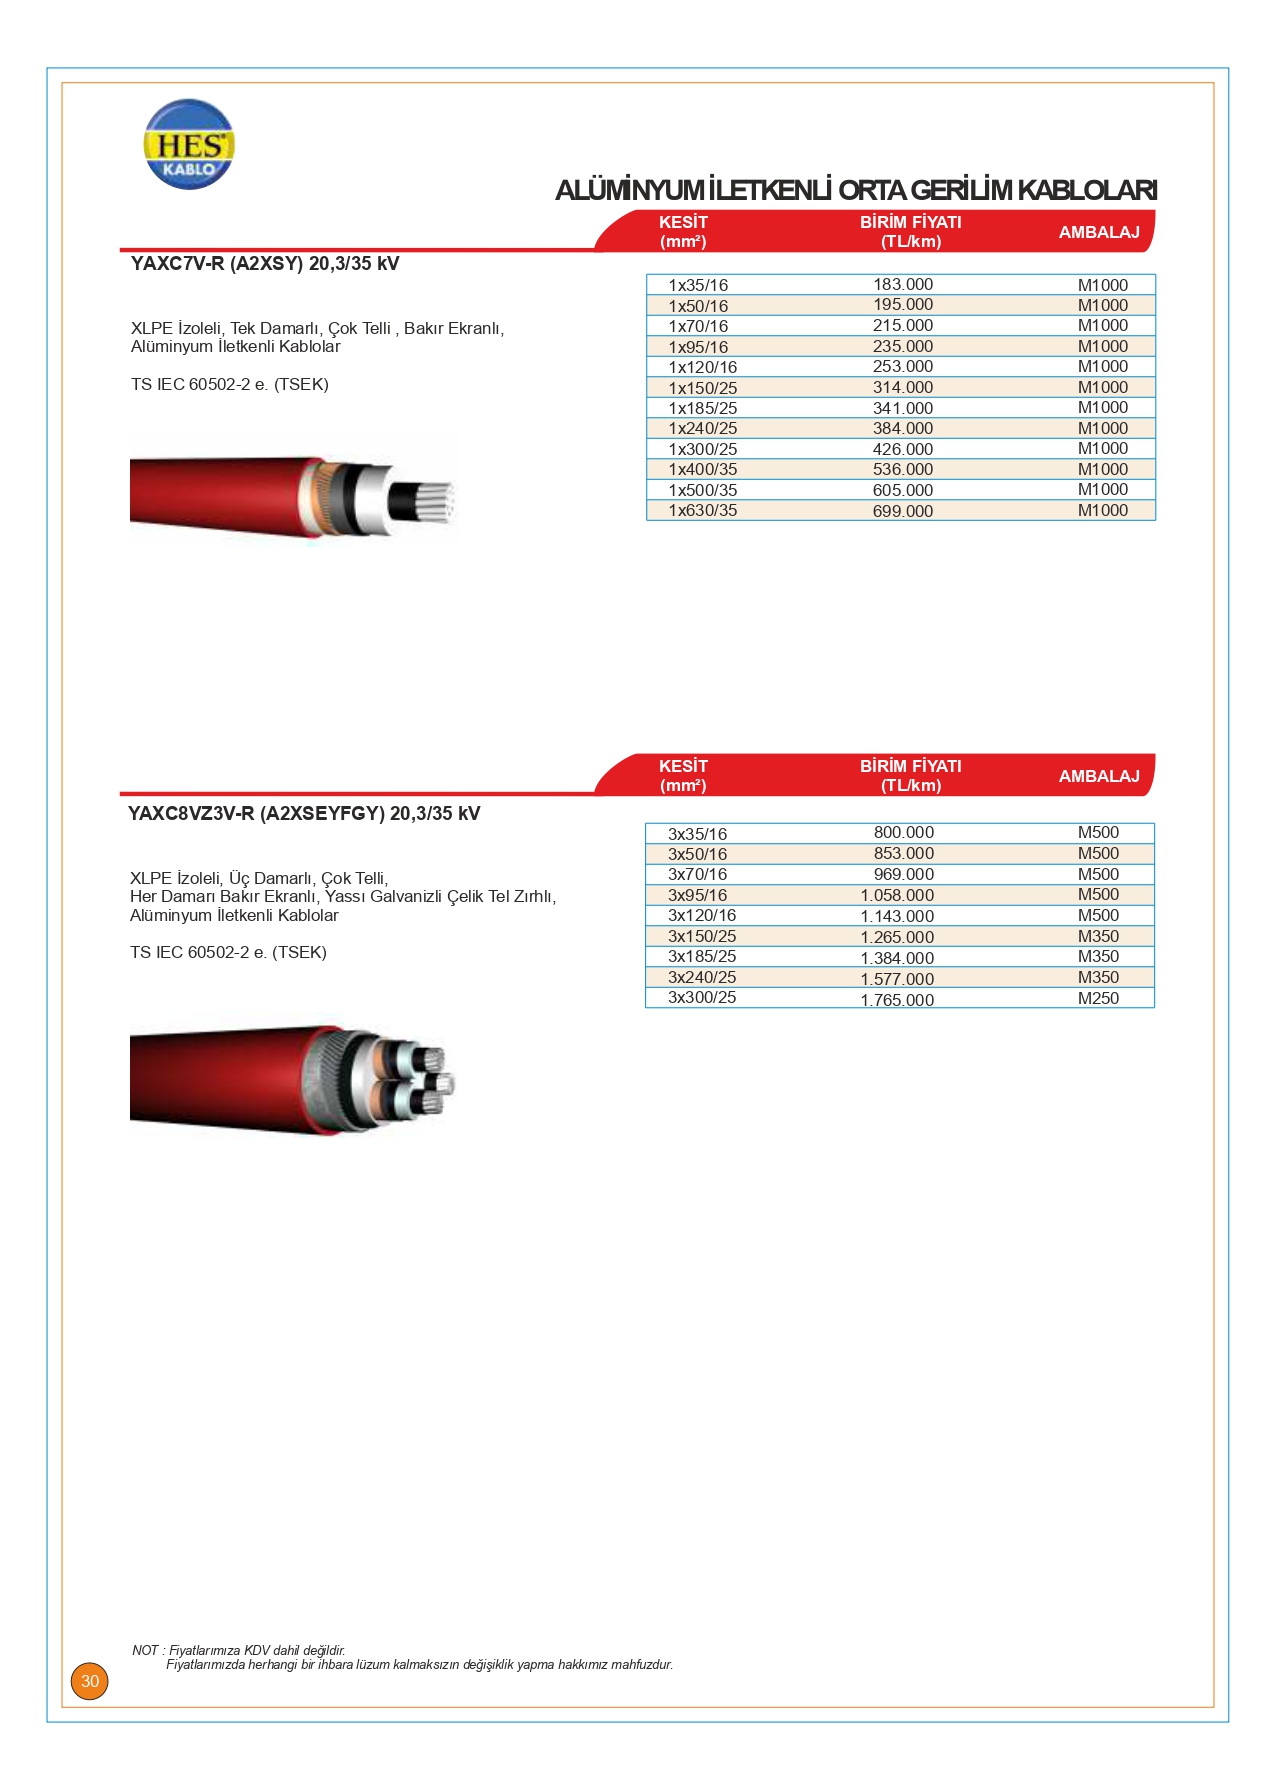 HES
KABLO
ALÜMİNYUM İLETKENLİ ORTA GERİLİM KABLOLARI
KESİT BİRİM FİYATI AMBALAJ
(mm²) (TL/km)
YAXC7V-R (A2XSY) 20,3/35 kV
XLPE İzoleli, Tek Damarlı, Çok Telli , Bakır Ekranlı,
Alüminyum İletkenli Kablolar
TS IEC 60502-2 e. (TSEK)
1x35/16 183.000 M1000
1x50/16 195.000 M1000
1x70/16 215.000 M1000
1x95/16 235.000 M1000
1x120/16 253.000 M1000
1x150/25 314.000 M1000
1x185/25 341.000 M1000
1x240/25 384.000 M1000
1x300/25 426.000 M1000
1x400/35 536.000 M1000
1x500/35 605.000 M1000
1x630/35 699.000 M1000
KESİT BİRİM FİYATI AMBALAJ
(mm²) (TL/km)
YAXC8VZ3V-R (A2XSEYFGY) 20,3/35 kV
XLPE İzoleli, Üç Damarlı, Çok Telli,
Her Damarı Bakır Ekranlı, Yassı Galvanizli Çelik Tel Zırhlı,
Alüminyum İletkenli Kablolar
TS IEC 60502-2 e. (TSEK)
3x35/16 800.000 M500
3x50/16 853.000 M500
3x70/16 969.000 M500
3x95/16 1.058.000 M500
3x120/16 1.143.000 M500
3x150/25 1.265.000 M350
3x185/25 1.384.000 M350
3x240/25 1.577.000 M350
3x300/25 1.765.000 M250
NOT : Fiyatlarımıza KDV dahil değildir.
Fiyatlarımızda herhangi bir ihbara lüzum kalmaksızın değişiklik yapma hakkımız mahfuzdur.
30